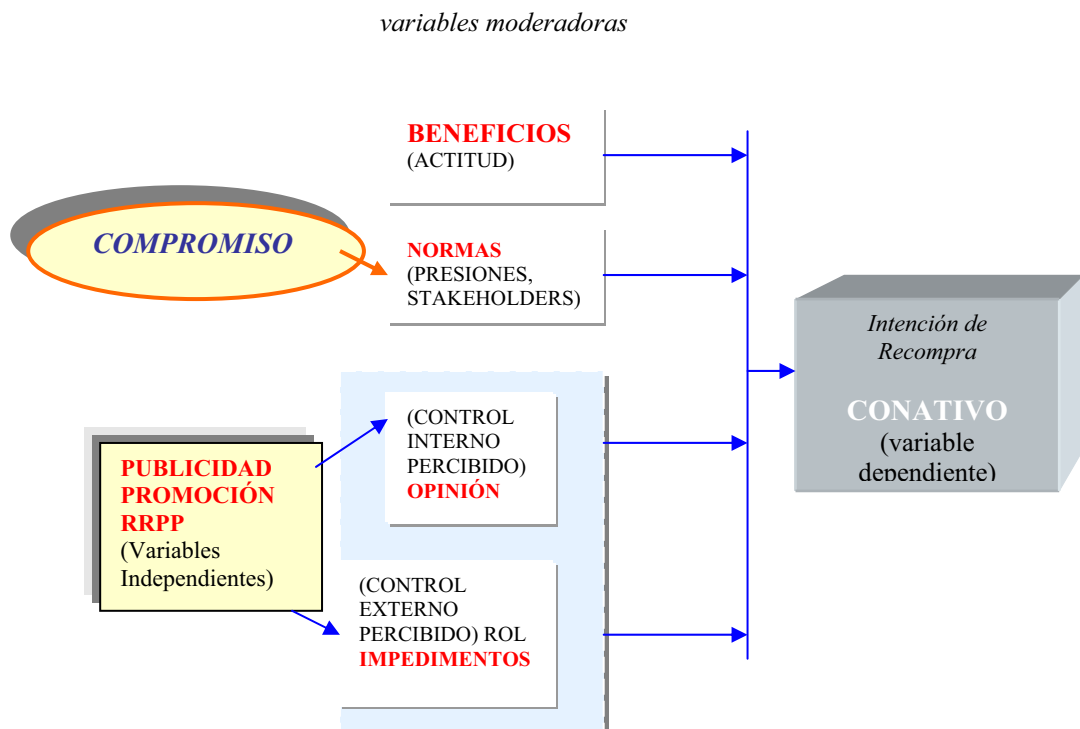 variables moderadoras
BENEFICIOS
(ACTITUD)
COMPROMISO
NORMAS
(PRESIONES,
STAKEHOLDERS)
Intención de
Recompra
CONATIVO
(variable
dependiente)
(CONTROL
INTERNO
PERCIBIDO)
OPINIÓN
PUBLICIDAD
PROMOCIÓN
RRPP
(Variables
Independientes)
(CONTROL
EXTERNO
PERCIBIDO) ROL
IMPEDIMENTOS